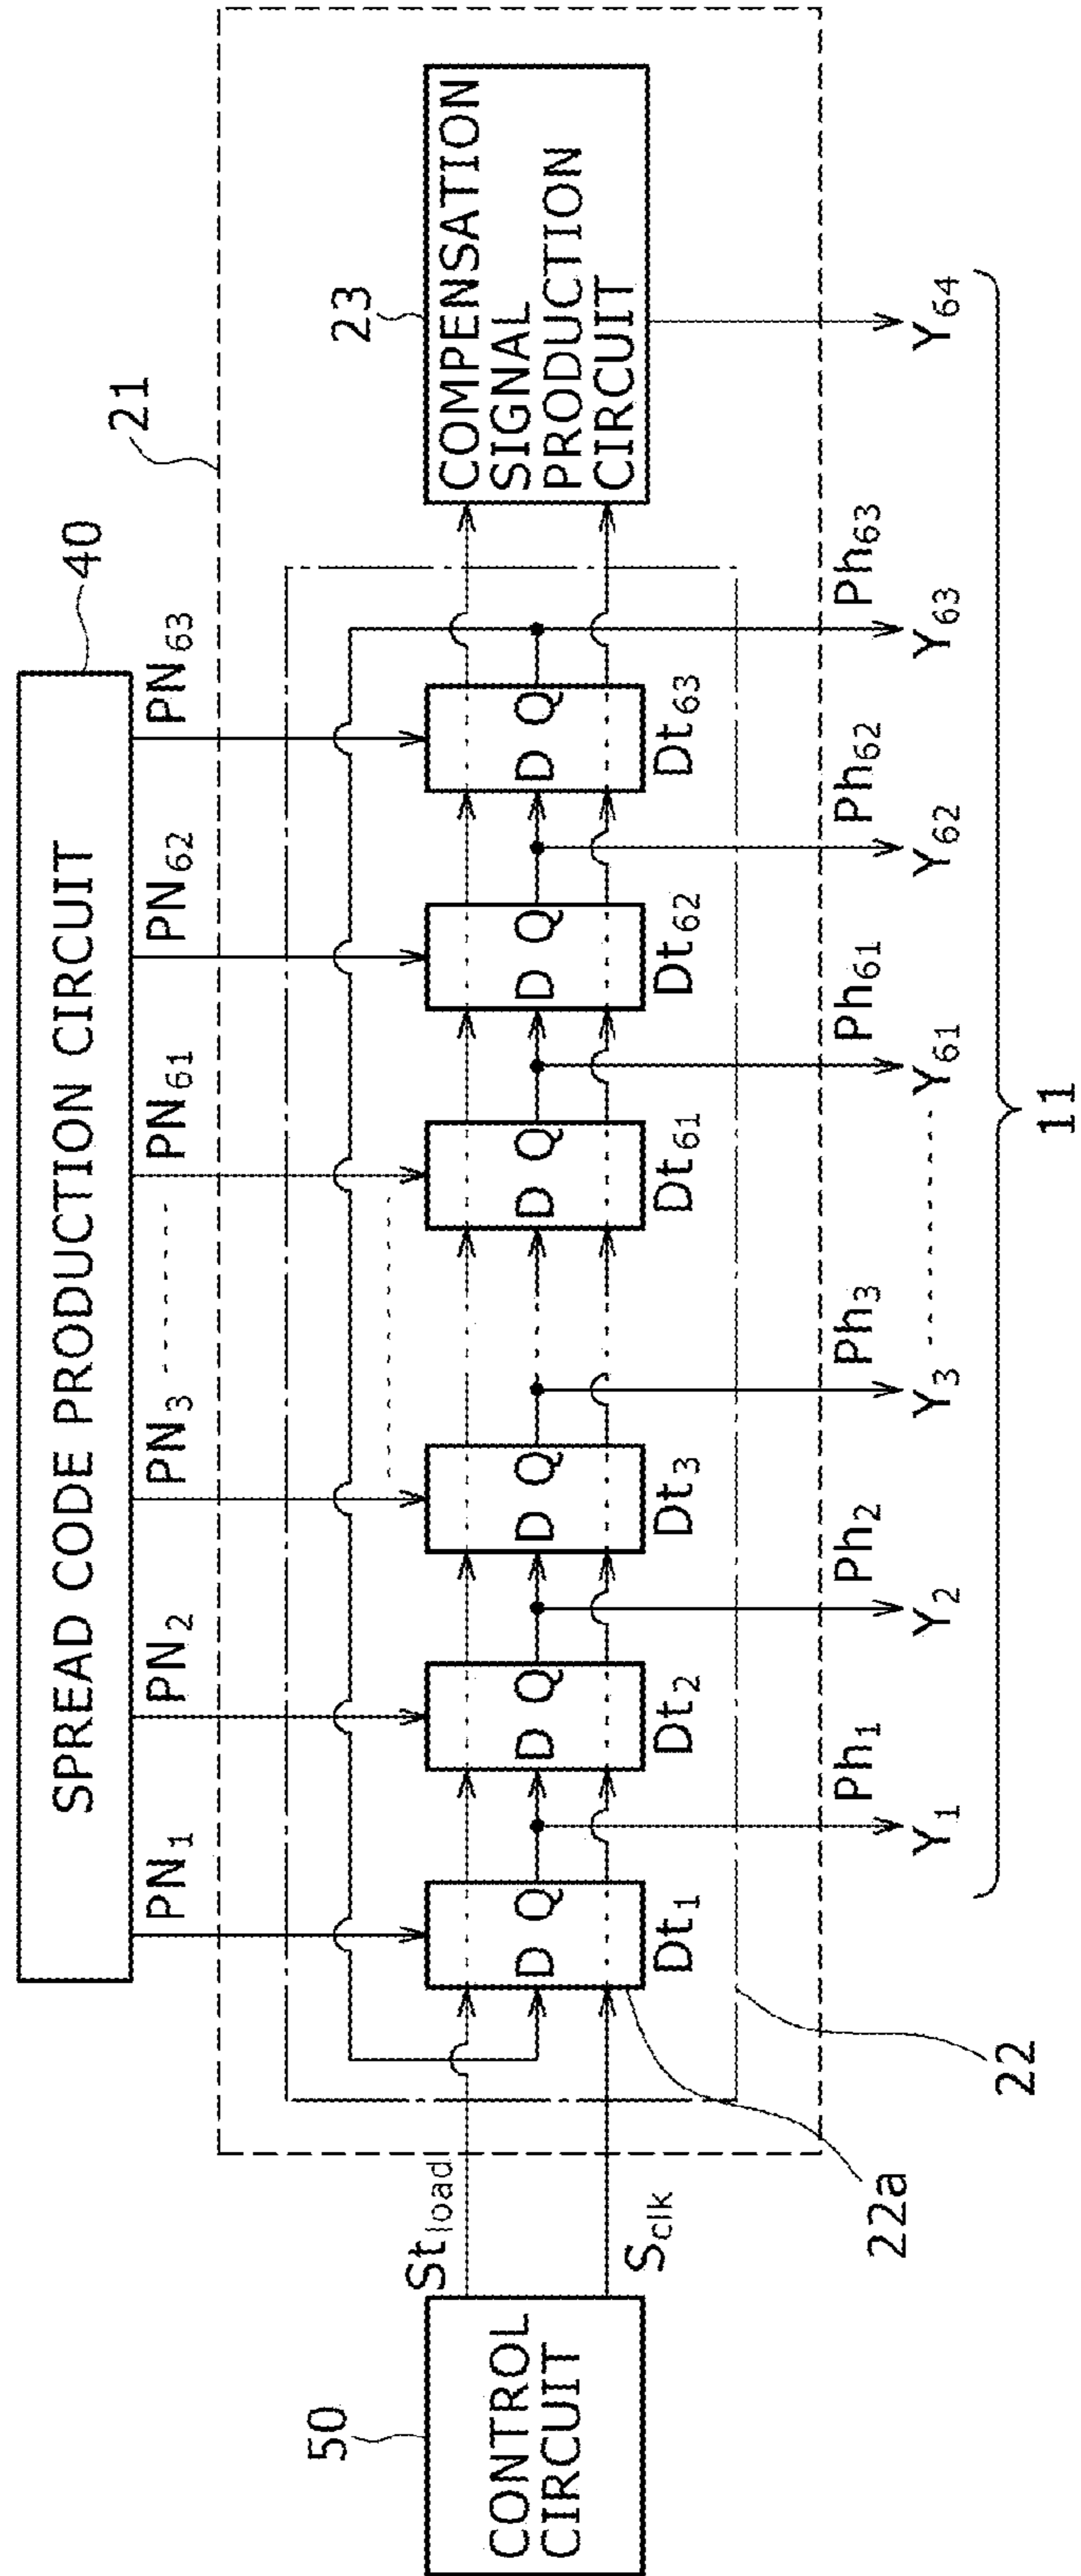 SPREAD CODE PRODUCTION CIRCUIT
40
PN₁ PN₂ PN₃ PN₆₁ PN₆₂ PN₆₃
21
50
CONTROL
CIRCUIT
St_load
S_clk
D Q D Q D Q D Q D Q D Q
Dt₁ Dt₂ Dt₃ Dt₆₁ Dt₆₂ Dt₆₃
23
COMPENSATION
SIGNAL
PRODUCTION
CIRCUIT
22a
22
Ph₁ Ph₂ Ph₃ Ph₆₁ Ph₆₂ Ph₆₃
Y₁ Y₂ Y₃ Y₆₁ Y₆₂ Y₆₃ Y₆₄
11